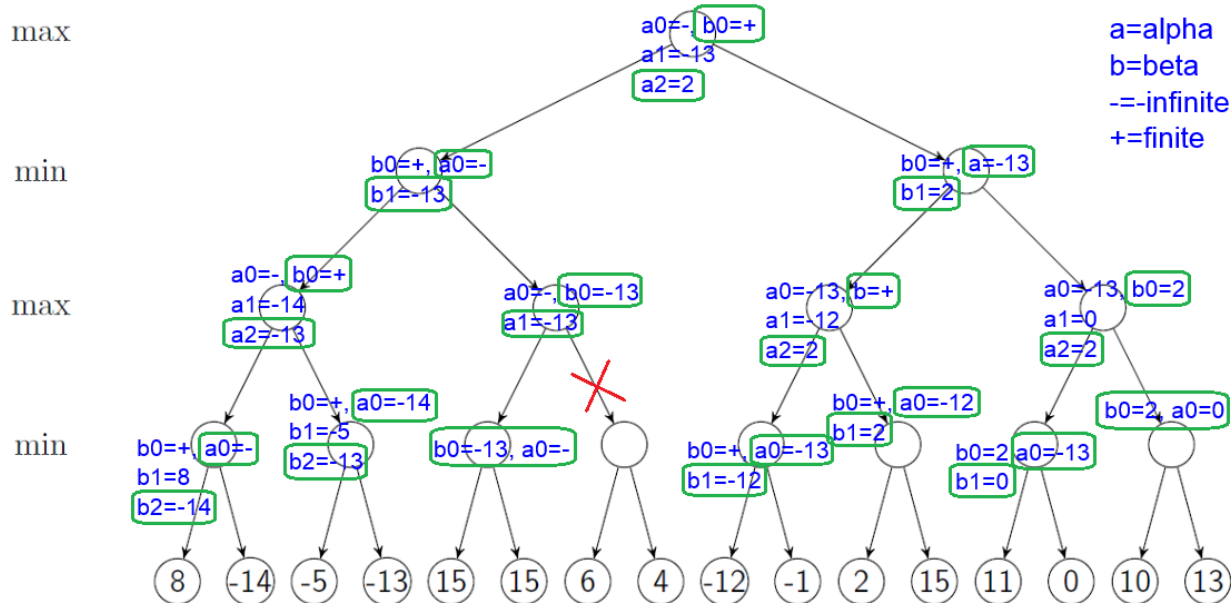 max
a0=-, b0=+
a1=-13
a2=2
a=alpha
b=beta
-=-infinite
+=finite
min
b0=+, a0=-
b1=-13
b0=+, a=-13
b1=2
max
a0=-, b0=+
a1=-14
a2=-13
a0=-, b0=-13
a1=-13
a0=-13, b=+
a1=-12
a2=2
a0=-13, b0=2
a1=0
a2=2
min
b0=+, a0=-
b1=8
b2=-14
b0=+, a0=-14
b1=-5
b2=-13
b0=-13, a0=-
b0=+, a0=-13
b1=-12
b0=+, a0=-12
b1=2
b0=2 a0=-13
b1=0
b0=2, a0=0
8 -14 -5 -13 15 15 6 4 -12 -1 2 15 11 0 10 13